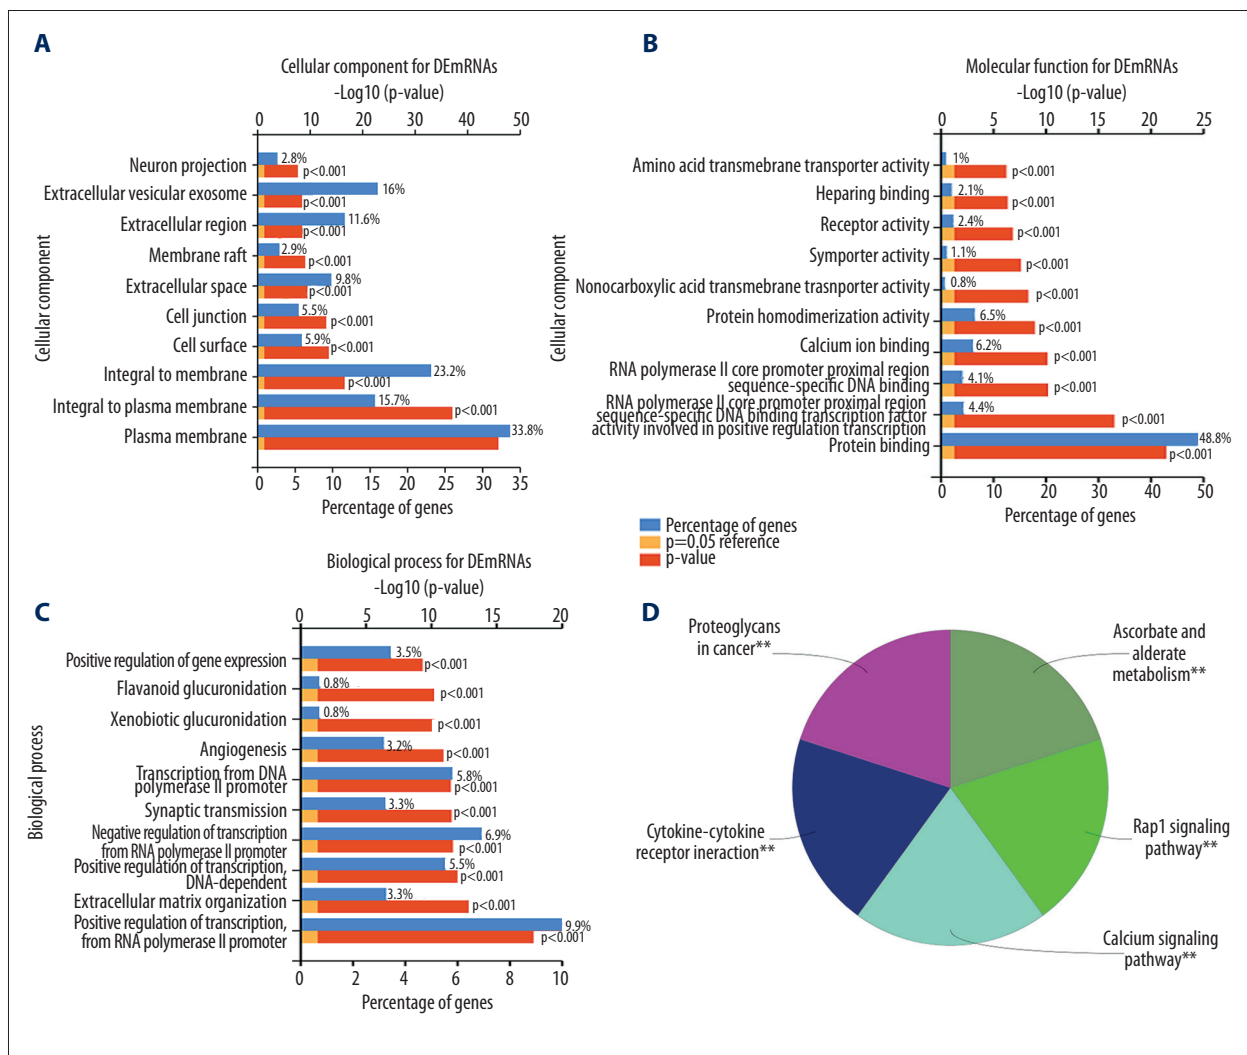 A
Cellular component for DEmRNAs
-Log10 (p-value)
0 10 20 30 40 50
Cellular component
Neuron projection 2.8% p<0.001
Extracellular vesicular exosome 16% p<0.001
Extracellular region 11.6% p<0.001
Membrane raft 2.9% p<0.001
Extracellular space 9.8% p<0.001
Cell junction 5.5% p<0.001
Cell surface 5.9% p<0.001
Integral to membrane 23.2% p<0.001
Integral to plasma membrane 15.7% p<0.001
Plasma membrane 33.8%
0 5 10 15 20 25 30 35
Percentage of genes
B
Molecular function for DEmRNAs
-Log10 (p-value)
0 5 10 15 20 25
Cellular component
Amino acid transmembrane transporter activity 1% p<0.001
Heparing binding 2.1% p<0.001
Receptor activity 2.4% p<0.001
Symporter activity 1.1% p<0.001
Nonocarboxylic acid transmembrane trasnporter activity 0.8% p<0.001
Protein homodimerization activity 6.5% p<0.001
Calcium ion binding 6.2% p<0.001
RNA polymerase II core promoter proximal region
sequence-specific DNA binding 4.1% p<0.001
RNA polymerase II core promoter proximal region
sequence-specific DNA binding transcription factor
activity involved in positive regulation transcription 4.4% p<0.001
Protein binding 48.8% p<0.001
0 10 20 30 40 50
Percentage of genes
Percentage of genes
p=0.05 reference
p-value
C
Biological process for DEmRNAs
-Log10 (p-value)
0 5 10 15 20
Biological process
Positive regulation of gene expression 3.5% p<0.001
Flavanoid glucuronidation 0.8% p<0.001
Xenobiotic glucuronidation 0.8% p<0.001
Angiogenesis 3.2% p<0.001
Transcription from DNA
polymerase II promoter 5.8% p<0.001
Synaptic transmission 3.3% p<0.001
Negative regulation of transcription
from RNA polymerase II promoter 6.9% p<0.001
Positive regulation of transcription,
DNA-dependent 5.5% p<0.001
Extracellular matrix organization 3.3% p<0.001
Positive regulation of transcription,
from RNA polymerase II promoter 9.9% p<0.001
0 2 4 6 8 10
Percentage of genes
D
Proteoglycans
in cancer**
Ascorbate and
alderate
metabolism**
Cytokine-cytokine
receptor ineraction**
Rap1 signaling
pathway**
Calcium signaling
pathway**